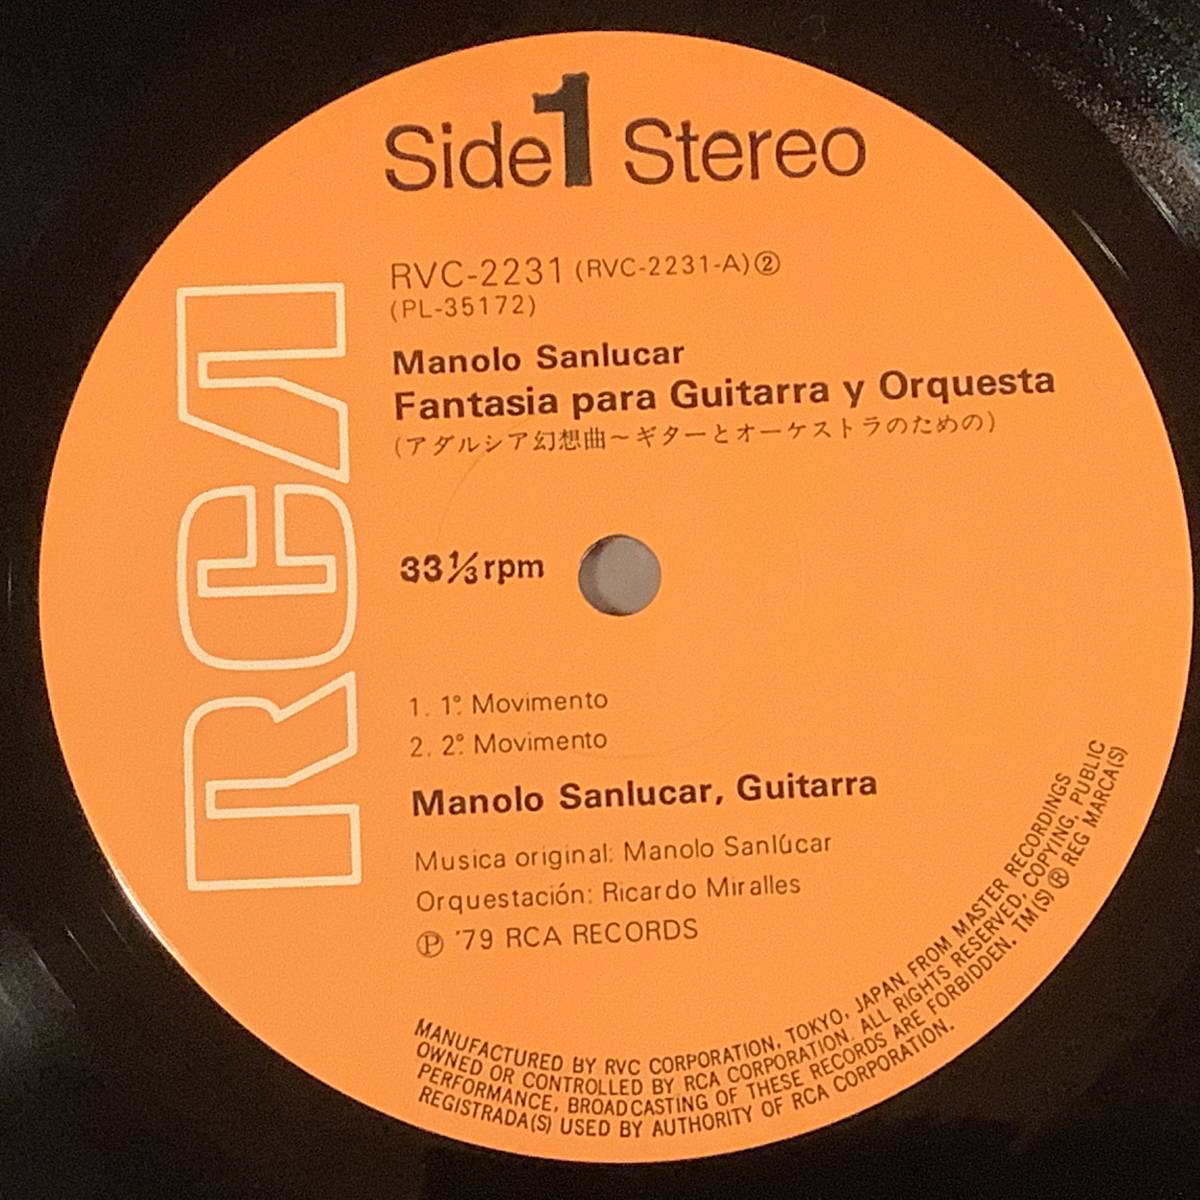 Side 1 Stereo
RCA
RVC-2231 (RVC-2231-A)②
(PL-35172)
Manolo Sanlucar
Fantasia para Guitarra y Orquesta
(アダルシア幻想曲～ギターとオーケストラのための)
33⅓ rpm
1. 1º. Movimento
2. 2º. Movimento
Manolo Sanlucar, Guitarra
Musica original: Manolo Sanlúcar
Orquestación: Ricardo Miralles
Ⓟ '79 RCA RECORDS
MANUFACTURED BY RVC CORPORATION, TOKYO, JAPAN. FROM MASTER RECORDINGS
OWNED OR CONTROLLED BY RCA CORPORATION. ALL RIGHTS RESERVED, COPYING, PUBLIC
PERFORMANCE, BROADCASTING OF THESE RECORDS ARE FORBIDDEN. TM(S) ® REG MARCA(S)
REGISTRADA(S) USED BY AUTHORITY OF RCA CORPORATION.